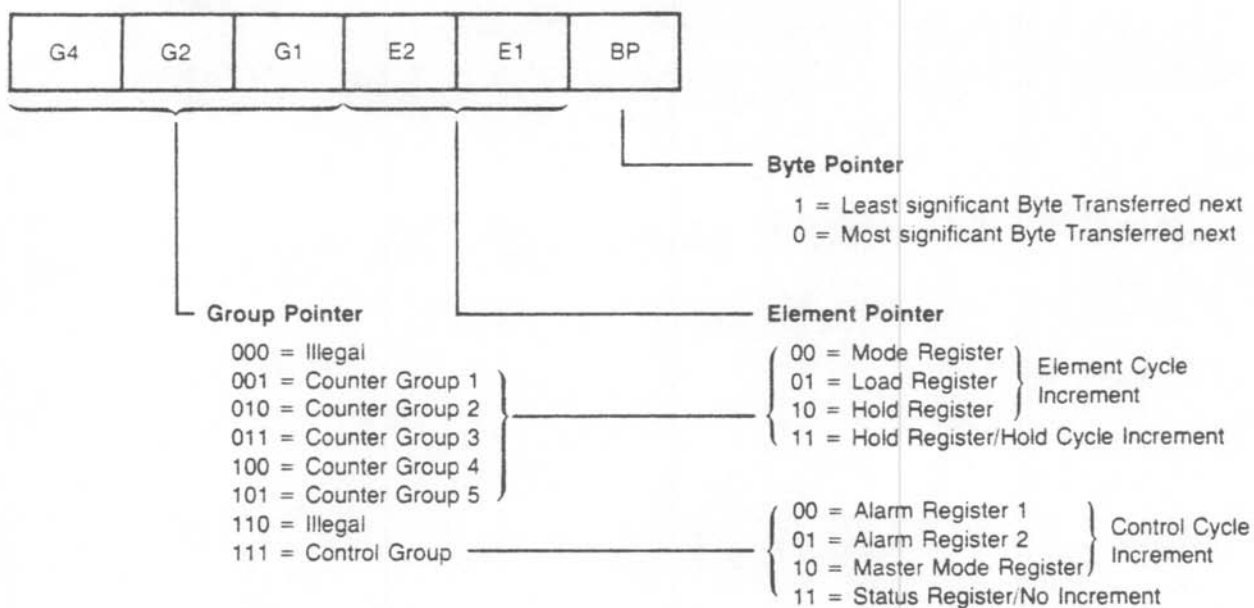 G4 G2 G1 E2 E1 BP
Byte Pointer
1 = Least significant Byte Transferred next
0 = Most significant Byte Transferred next
Group Pointer
000 = Illegal
001 = Counter Group 1
010 = Counter Group 2
011 = Counter Group 3
100 = Counter Group 4
101 = Counter Group 5
110 = Illegal
111 = Control Group
Element Pointer
00 = Mode Register
01 = Load Register
10 = Hold Register
Element Cycle
Increment
11 = Hold Register/Hold Cycle Increment
00 = Alarm Register 1
01 = Alarm Register 2
10 = Master Mode Register
Control Cycle
Increment
11 = Status Register/No Increment